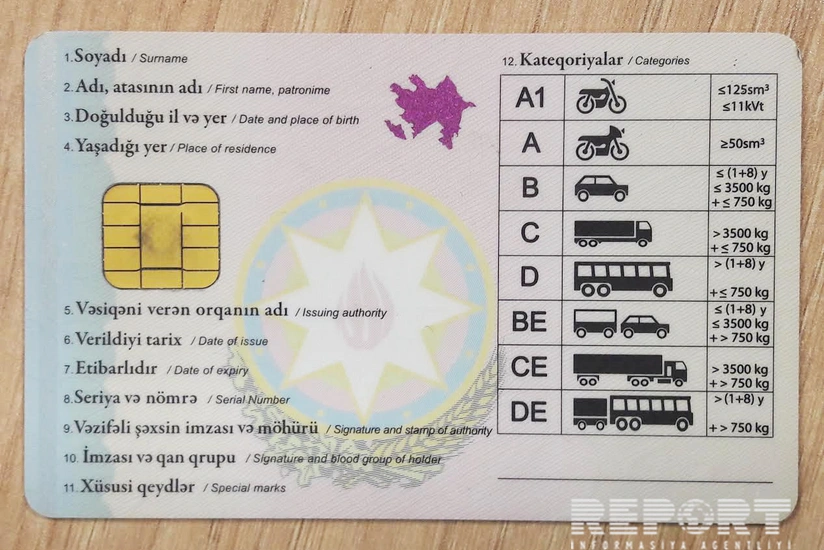 1.Soyadı / Surname
2. Adı, atasının adı / First name, patronime
3. Doğulduğu il və yer / Date and place of birth
4. Yaşadığı yer / Place of residence
5. Vəsiqəni verən orqanın adı / Issuing authority
6. Verildiyi tarix / Date of issue
7. Etibarlıdır / Date of expiry
8. Seriya və nömrə / Serial Number
9. Vəzifəli şəxsin imzası və möhürü / Signature and stamp of authority
10. İmzası və qan qrupu / Signature and blood group of holder
11. Xüsusi qeydlər / Special marks
12. Kateqoriyalar / Categories
A1 ≤125sm³
≤11kVt
A ≥50sm³
B ≤ (1+8) y
≤ 3500 kg
+ ≤ 750 kg
C > 3500 kg
+ ≤ 750 kg
D > (1+8) y
+ ≤ 750 kg
BE ≤ (1+8) y
≤ 3500 kg
+ > 750 kg
CE > 3500 kg
+ > 750 kg
DE > (1+8) y
+ > 750 kg
REPORT
INFORMASIYA AGENTLIYI